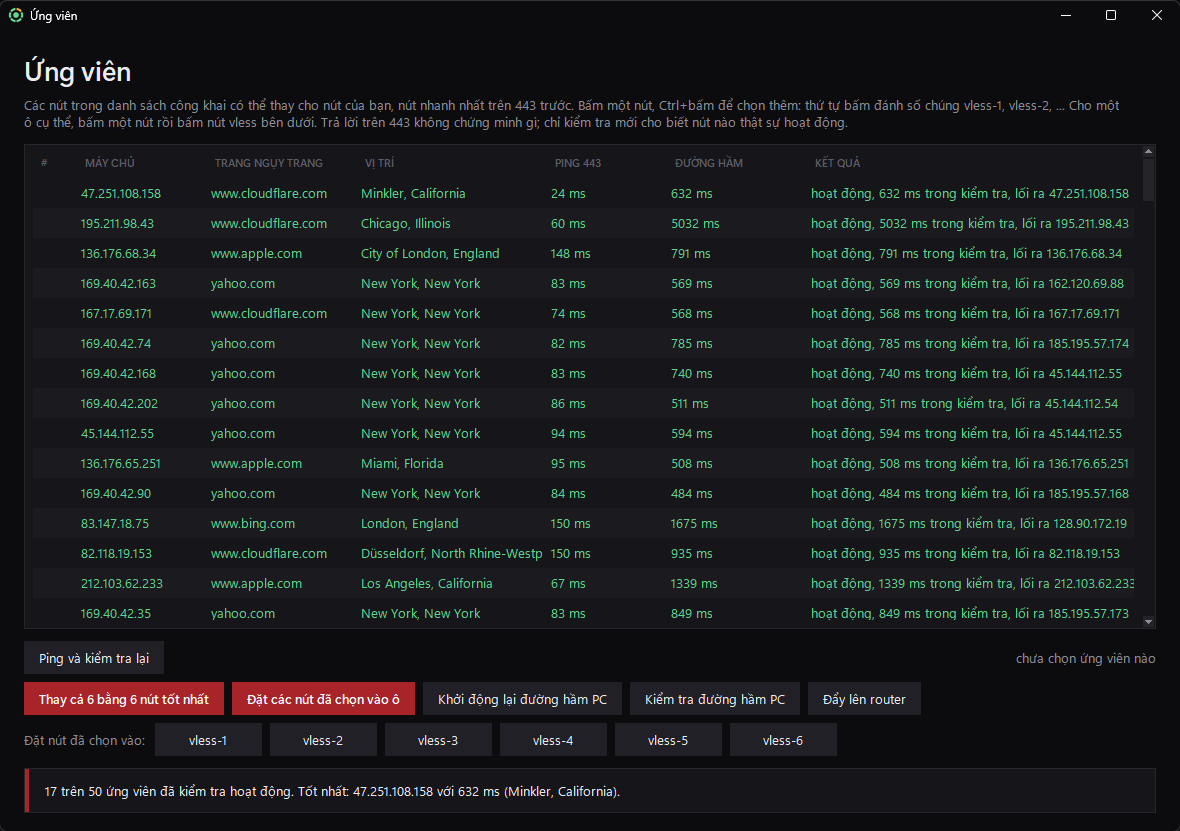 Ứng viên
Ứng viên
Các nút trong danh sách công khai có thể thay cho nút của bạn, nút nhanh nhất trên 443 trước. Bấm một nút, Ctrl+bấm để chọn thêm: thứ tự bấm đánh số chúng vless-1, vless-2, ... Cho một
ô cụ thể, bấm một nút rồi bấm nút vless bên dưới. Trả lời trên 443 không chứng minh gì; chỉ kiểm tra mới cho biết nút nào thật sự hoạt động.
# MÁY CHỦ TRANG NGỤY TRANG VỊ TRÍ PING 443 ĐƯỜNG HẦM KẾT QUẢ
47.251.108.158 www.cloudflare.com Minkler, California 24 ms 632 ms hoạt động, 632 ms trong kiểm tra, lối ra 47.251.108.158
195.211.98.43 www.cloudflare.com Chicago, Illinois 60 ms 5032 ms hoạt động, 5032 ms trong kiểm tra, lối ra 195.211.98.43
136.176.68.34 www.apple.com City of London, England 148 ms 791 ms hoạt động, 791 ms trong kiểm tra, lối ra 136.176.68.34
169.40.42.163 yahoo.com New York, New York 83 ms 569 ms hoạt động, 569 ms trong kiểm tra, lối ra 162.120.69.88
167.17.69.171 www.cloudflare.com New York, New York 74 ms 568 ms hoạt động, 568 ms trong kiểm tra, lối ra 167.17.69.171
169.40.42.74 yahoo.com New York, New York 82 ms 785 ms hoạt động, 785 ms trong kiểm tra, lối ra 185.195.57.174
169.40.42.168 yahoo.com New York, New York 83 ms 740 ms hoạt động, 740 ms trong kiểm tra, lối ra 45.144.112.55
169.40.42.202 yahoo.com New York, New York 86 ms 511 ms hoạt động, 511 ms trong kiểm tra, lối ra 45.144.112.54
45.144.112.55 yahoo.com New York, New York 94 ms 594 ms hoạt động, 594 ms trong kiểm tra, lối ra 45.144.112.55
136.176.65.251 www.apple.com Miami, Florida 95 ms 508 ms hoạt động, 508 ms trong kiểm tra, lối ra 136.176.65.251
169.40.42.90 yahoo.com New York, New York 84 ms 484 ms hoạt động, 484 ms trong kiểm tra, lối ra 185.195.57.168
83.147.18.75 www.bing.com London, England 150 ms 1675 ms hoạt động, 1675 ms trong kiểm tra, lối ra 128.90.172.19
82.118.19.153 www.cloudflare.com Düsseldorf, North Rhine-Westp 150 ms 935 ms hoạt động, 935 ms trong kiểm tra, lối ra 82.118.19.153
212.103.62.233 www.apple.com Los Angeles, California 67 ms 1339 ms hoạt động, 1339 ms trong kiểm tra, lối ra 212.103.62.233
169.40.42.35 yahoo.com New York, New York 83 ms 849 ms hoạt động, 849 ms trong kiểm tra, lối ra 185.195.57.173
Ping và kiểm tra lại chưa chọn ứng viên nào
Thay cả 6 bằng 6 nút tốt nhất Đặt các nút đã chọn vào ô Khởi động lại đường hầm PC Kiểm tra đường hầm PC Đẩy lên router
Đặt nút đã chọn vào: vless-1 vless-2 vless-3 vless-4 vless-5 vless-6
17 trên 50 ứng viên đã kiểm tra hoạt động. Tốt nhất: 47.251.108.158 với 632 ms (Minkler, California).